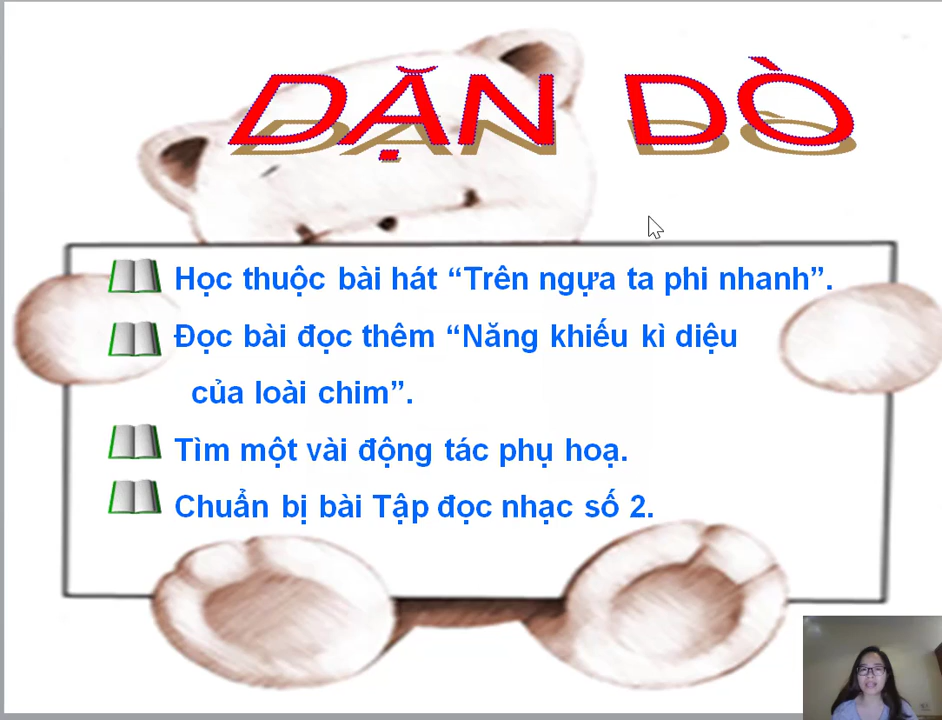 DẶN DÒ
Học thuộc bài hát “Trên ngựa ta phi nhanh”.
Đọc bài đọc thêm “Năng khiếu kì diệu
của loài chim”.
Tìm một vài động tác phụ hoạ.
Chuẩn bị bài Tập đọc nhạc số 2.